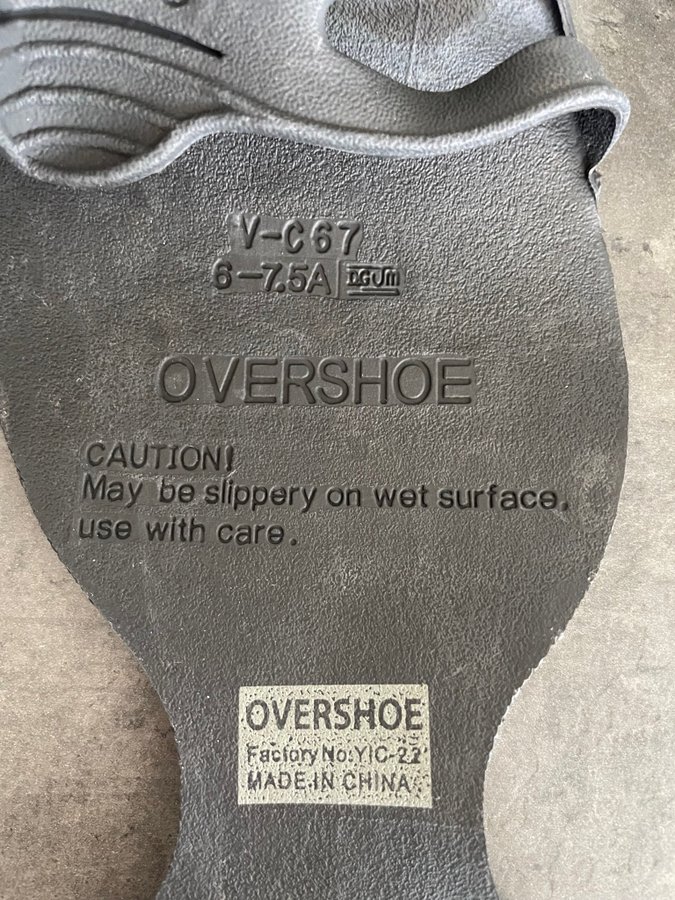 V-C67
6-7.5A DGUM
OVERSHOE
CAUTION!
May be slippery on wet surface,
use with care.
OVERSHOE
Factory No:YIC-22
MADE IN CHINA